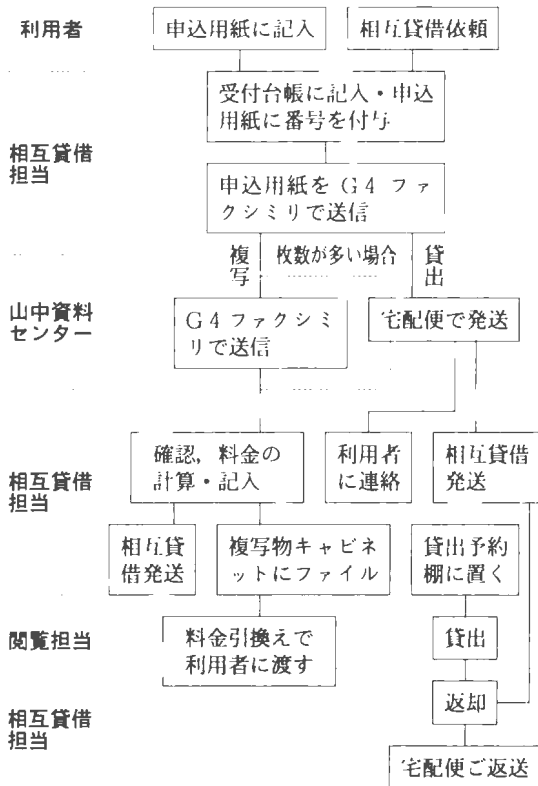 利用者
申込用紙に記入
相互貸借依頼
受付台帳に記入・申込
用紙に番号を付与
相互貸借
担当
申込用紙をG4ファ
クシミリで送信
複写
枚数が多い場合
貸出
山中資料
センター
G4ファクシミ
リで送信
宅配便で発送
相互貸借
担当
確認,料金の
計算・記入
利用者
に連絡
相互貸借
発送
相互貸
借発送
複写物キャビネ
ットにファイル
貸出予約
棚に置く
閲覧担当
料金引換えで
利用者に渡す
貸出
相互貸借
担当
返却
宅配便ご返送